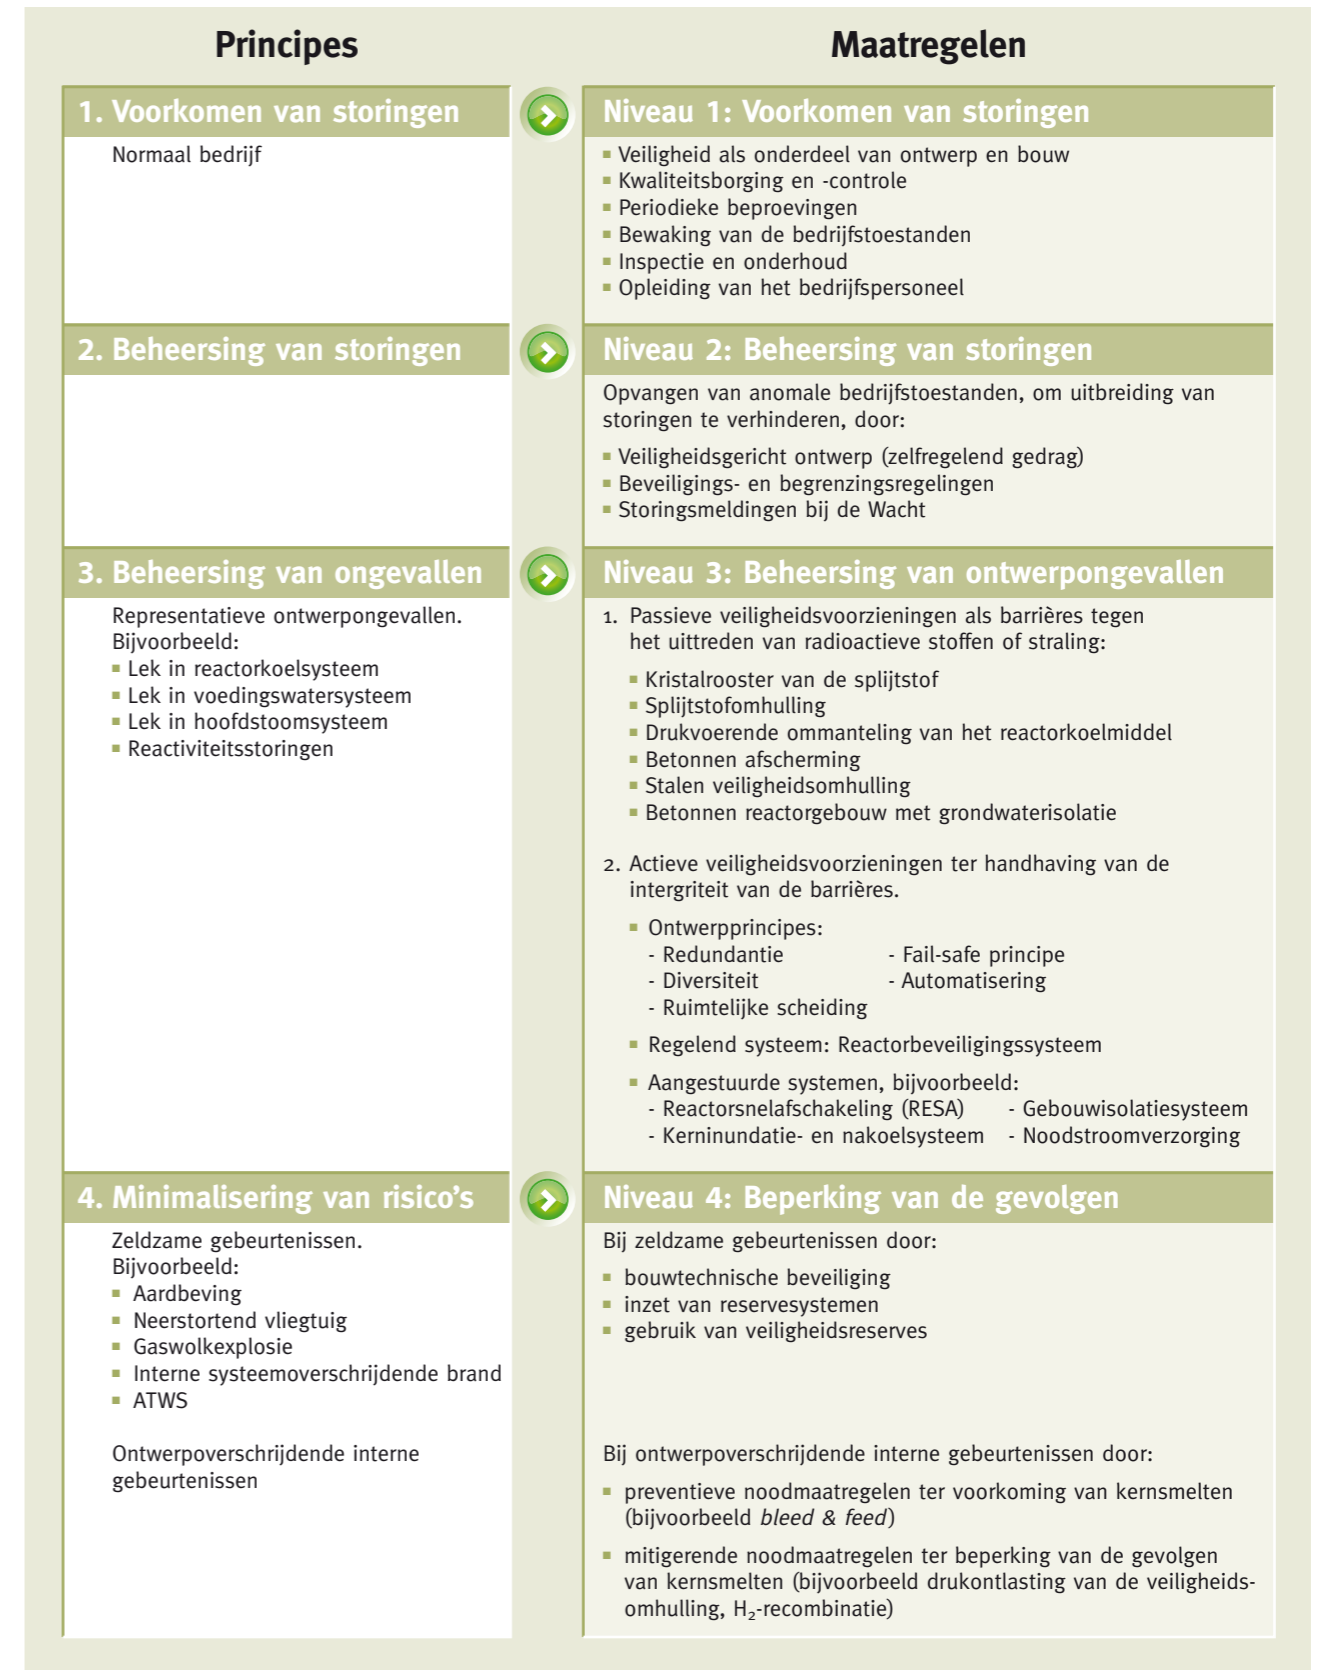 Principes
Maatregelen
1. Voorkomen van storingen
Normaal bedrijf
Niveau 1: Voorkomen van storingen
▪ Veiligheid als onderdeel van ontwerp en bouw
▪ Kwaliteitsborging en -controle
▪ Periodieke beproevingen
▪ Bewaking van de bedrijfstoestanden
▪ Inspectie en onderhoud
▪ Opleiding van het bedrijfspersoneel
2. Beheersing van storingen
Niveau 2: Beheersing van storingen
Opvangen van anomale bedrijfstoestanden, om uitbreiding van
storingen te verhinderen, door:
▪ Veiligheidsgericht ontwerp (zelfregelend gedrag)
▪ Beveiligings- en begrenzingsregelingen
▪ Storingsmeldingen bij de Wacht
3. Beheersing van ongevallen
Representatieve ontwerpongevallen.
Bijvoorbeeld:
▪ Lek in reactorkoelsysteem
▪ Lek in voedingswatersysteem
▪ Lek in hoofdstoomsysteem
▪ Reactiviteitsstoringen
Niveau 3: Beheersing van ontwerpongevallen
1. Passieve veiligheidsvoorzieningen als barrières tegen
het uittreden van radioactieve stoffen of straling:
▪ Kristalrooster van de splijtstof
▪ Splijtstofomhulling
▪ Drukvoerende ommanteling van het reactorkoelmiddel
▪ Betonnen afscherming
▪ Stalen veiligheidsomhulling
▪ Betonnen reactorgebouw met grondwaterisolatie
2. Actieve veiligheidsvoorzieningen ter handhaving van de
intergriteit van de barrières.
▪ Ontwerpprincipes:
- Redundantie - Fail-safe principe
- Diversiteit - Automatisering
- Ruimtelijke scheiding
▪ Regelend systeem: Reactorbeveiligingssysteem
▪ Aangestuurde systemen, bijvoorbeeld:
- Reactorsnelafschakeling (RESA) - Gebouwisolatiesysteem
- Kerninundatie- en nakoelsysteem - Noodstroomverzorging
4. Minimalisering van risico's
Zeldzame gebeurtenissen.
Bijvoorbeeld:
▪ Aardbeving
▪ Neerstortend vliegtuig
▪ Gaswolkexplosie
▪ Interne systeemoverschrijdende brand
▪ ATWS
Ontwerpoverschrijdende interne
gebeurtenissen
Niveau 4: Beperking van de gevolgen
Bij zeldzame gebeurtenissen door:
▪ bouwtechnische beveiliging
▪ inzet van reservesystemen
▪ gebruik van veiligheidsreserves
Bij ontwerpoverschrijdende interne gebeurtenissen door:
▪ preventieve noodmaatregelen ter voorkoming van kernsmelten
(bijvoorbeeld bleed & feed)
▪ mitigerende noodmaatregelen ter beperking van de gevolgen
van kernsmelten (bijvoorbeeld drukontlasting van de veiligheids-
omhulling, H₂-recombinatie)